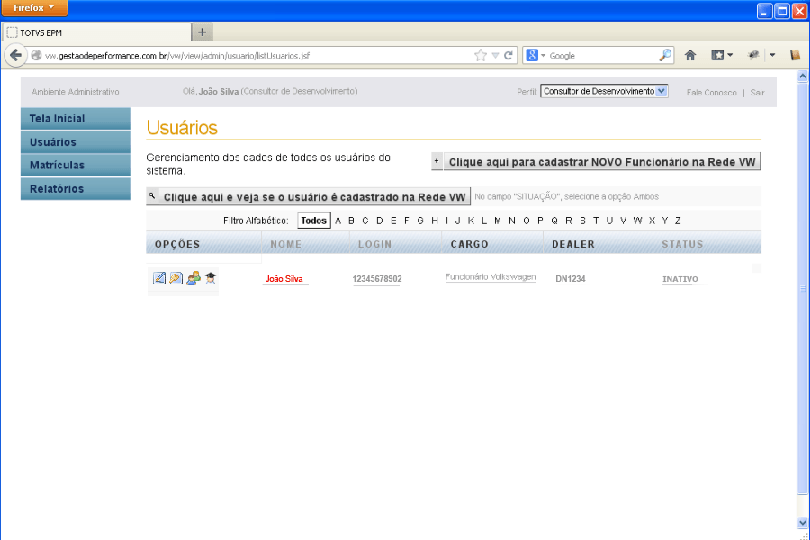 Firefox
TOTVS EPM
vw.gestaodeperformance.com.br/vw/view/admin/usuario/listUsuarios.jsf
Google
Ambiente Administrativo
Olá, João Silva (Consultor de Desenvolvimento)
Perfil Consultor de Desenvolvimento
Fale Conosco | Sair
Tela Inicial
Usuários
Matrículas
Relatórios
Usuários
Gerenciamento dos dados de todos os usuários do
sistema.
+ Clique aqui para cadastrar NOVO Funcionário na Rede VW
Clique aqui e veja se o usuário é cadastrado na Rede VW
No campo "SITUAÇÃO", selecione a opção Ambos
Filtro Alfabético: Todos A B C D E F G H I J K L M N O P Q R S T U V W X Y Z
OPÇÕES NOME LOGIN CARGO DEALER STATUS
João Silva 12345678902 Funcionário Volkswagen DN1234 INATIVO